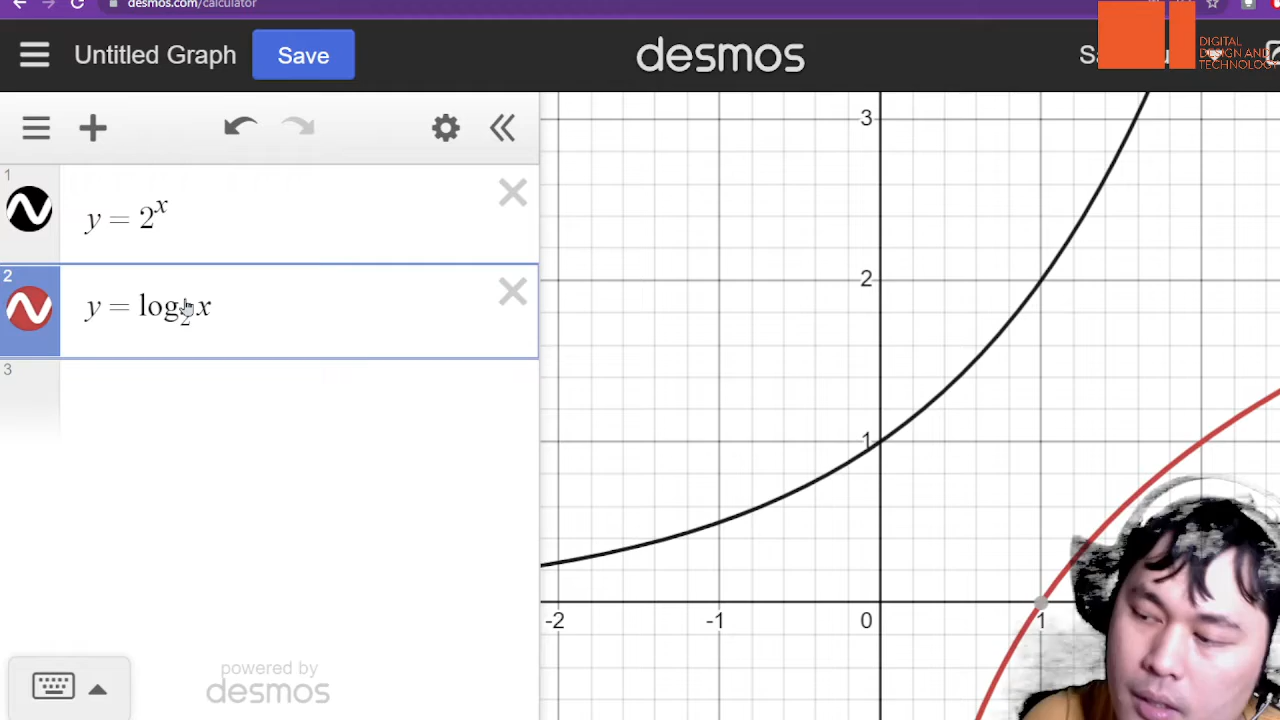 desmos.com/calculator
Untitled Graph
Save
desmos
DIGITAL
DESIGN AND
TECHNOLOGY
1
y = 2^x
2
y = log_2 x
3
powered by
desmos
3
2
1
-2
-1
0
1